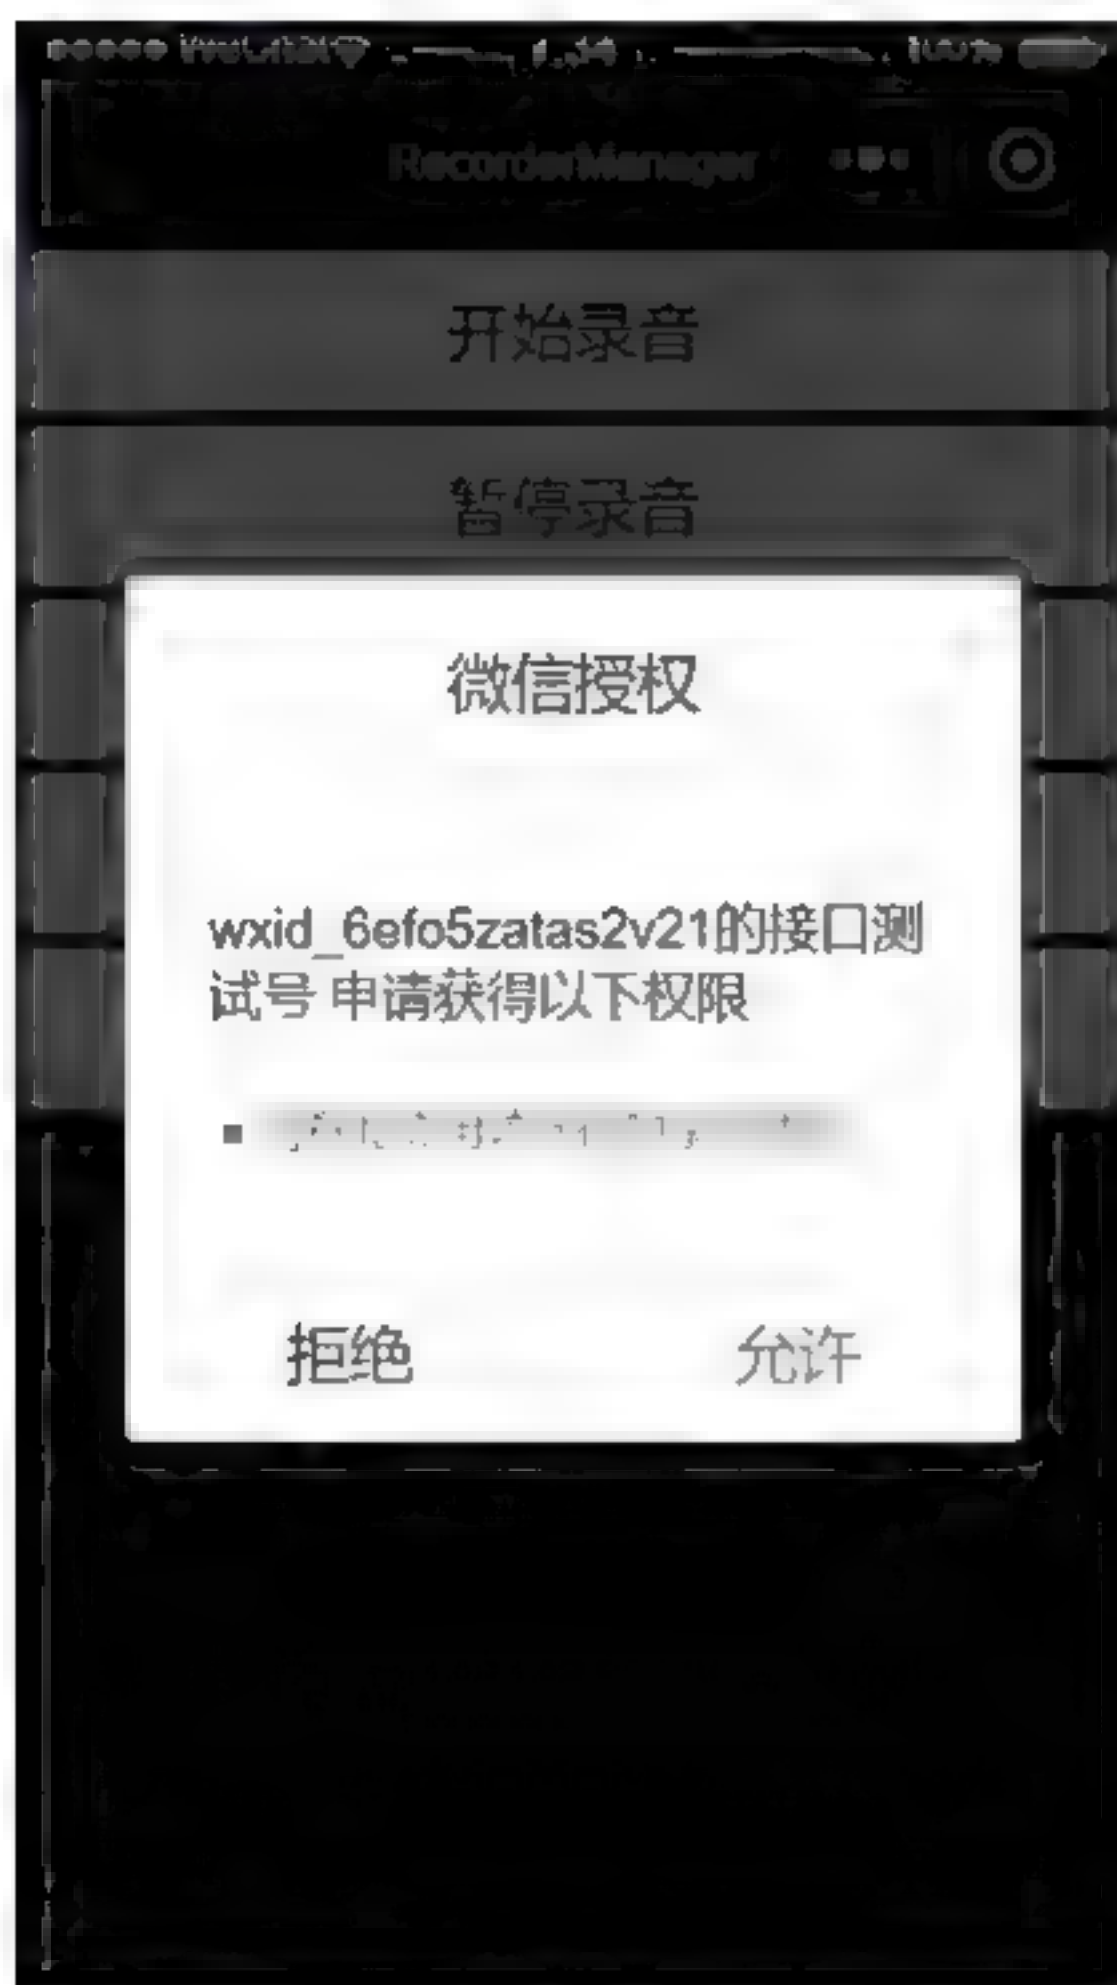 WeChat
100%
RecorderManager
开始录音
暂停录音
微信授权
wxid_6efo5zatas2v21的接口测
试号 申请获得以下权限
拒绝
允许